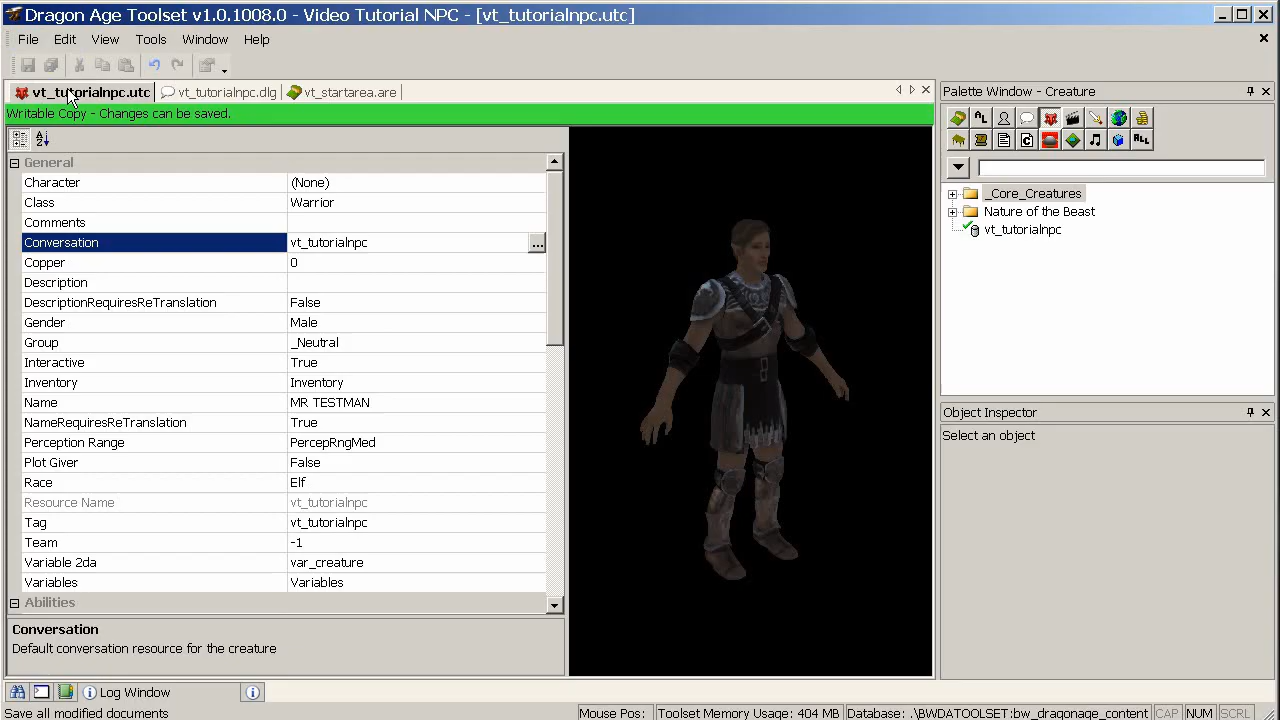 Dragon Age Toolset v1.0.1008.0 - Video Tutorial NPC - [vt_tutorialnpc.utc]
File Edit View Tools Window Help
vt_tutorialnpc.utc vt_tutorialnpc.dlg vt_startarea.are
Writable Copy - Changes can be saved.
General
Character (None)
Class Warrior
Comments
Conversation vt_tutorialnpc ...
Copper 0
Description
DescriptionRequiresReTranslation False
Gender Male
Group _Neutral
Interactive True
Inventory Inventory
Name MR TESTMAN
NameRequiresReTranslation True
Perception Range PercepRngMed
Plot Giver False
Race Elf
Resource Name vt_tutorialnpc
Tag vt_tutorialnpc
Team -1
Variable 2da var_creature
Variables Variables
Abilities
Conversation
Default conversation resource for the creature
Palette Window - Creature
_Core_Creatures
Nature of the Beast
vt_tutorialnpc
Object Inspector
Select an object
Log Window
Save all modified documents Mouse Pos: Toolset Memory Usage: 404 MB Database: .\BWDATOOLSET:bw_dragonage_content CAP NUM SCRL